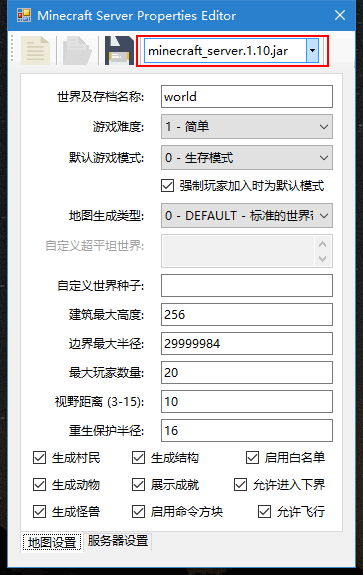 Minecraft Server Properties Editor
minecraft_server.1.10.jar
世界及存档名称: world
游戏难度: 1 - 简单
默认游戏模式: 0 - 生存模式
强制玩家加入时为默认模式
地图生成类型: 0 - DEFAULT - 标准的世界
自定义超平坦世界:
自定义世界种子:
建筑最大高度: 256
边界最大半径: 29999984
最大玩家数量: 20
视野距离 (3-15): 10
重生保护半径: 16
生成村民 生成结构 启用白名单
生成动物 展示成就 允许进入下界
生成怪兽 启用命令方块 允许飞行
地图设置 服务器设置